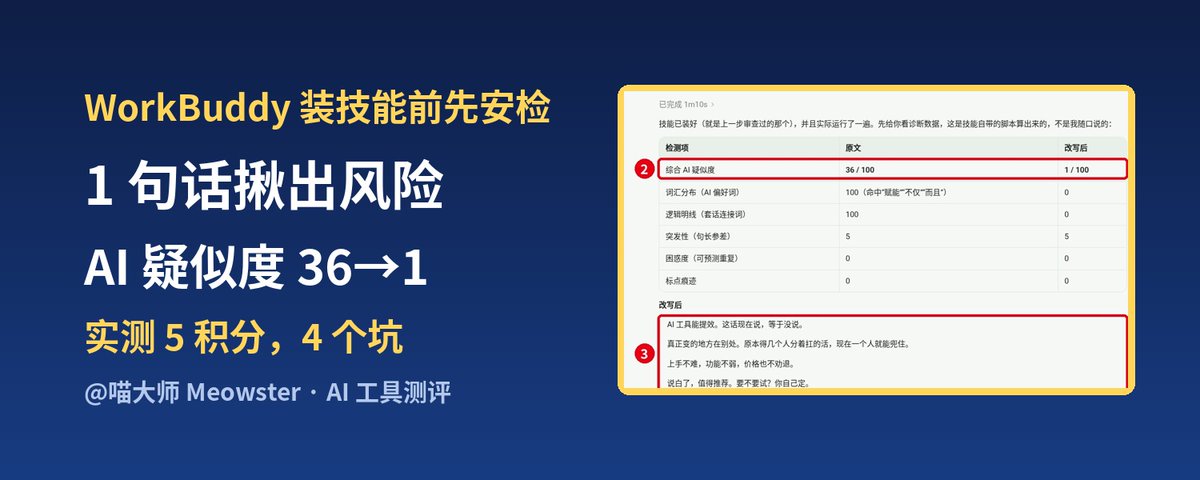 WorkBuddy 装技能前先安检
1 句话揪出风险
AI 疑似度 36→1
实测 5 积分，4 个坑
@喵大师 Meowster · AI 工具测评
已完成 1m10s ›
技能已装好（就是上一步审查过的那个），并且实际运行了一遍。先给你看诊断数据，这是技能自带的脚本算出来的，不是我随口说的：
检测项 原文 改写后
2 综合 AI 疑似度 36 / 100 1 / 100
词汇分布（AI 偏好词） 100（命中“赋能”“不仅”“而且”） 0
逻辑明线（套话连接词） 100 0
突发性（句长参差） 5 5
困惑度（可预测重复） 0 0
标点痕迹 0 0
改写后
AI 工具能提效。这话现在说，等于没说。
3 真正变的地方在别处。原本得几个人分着扛的活，现在一个人就能兜住。
上手不难，功能不弱，价格也不劝退。
说白了，值得推荐。要不要试？你自己定。